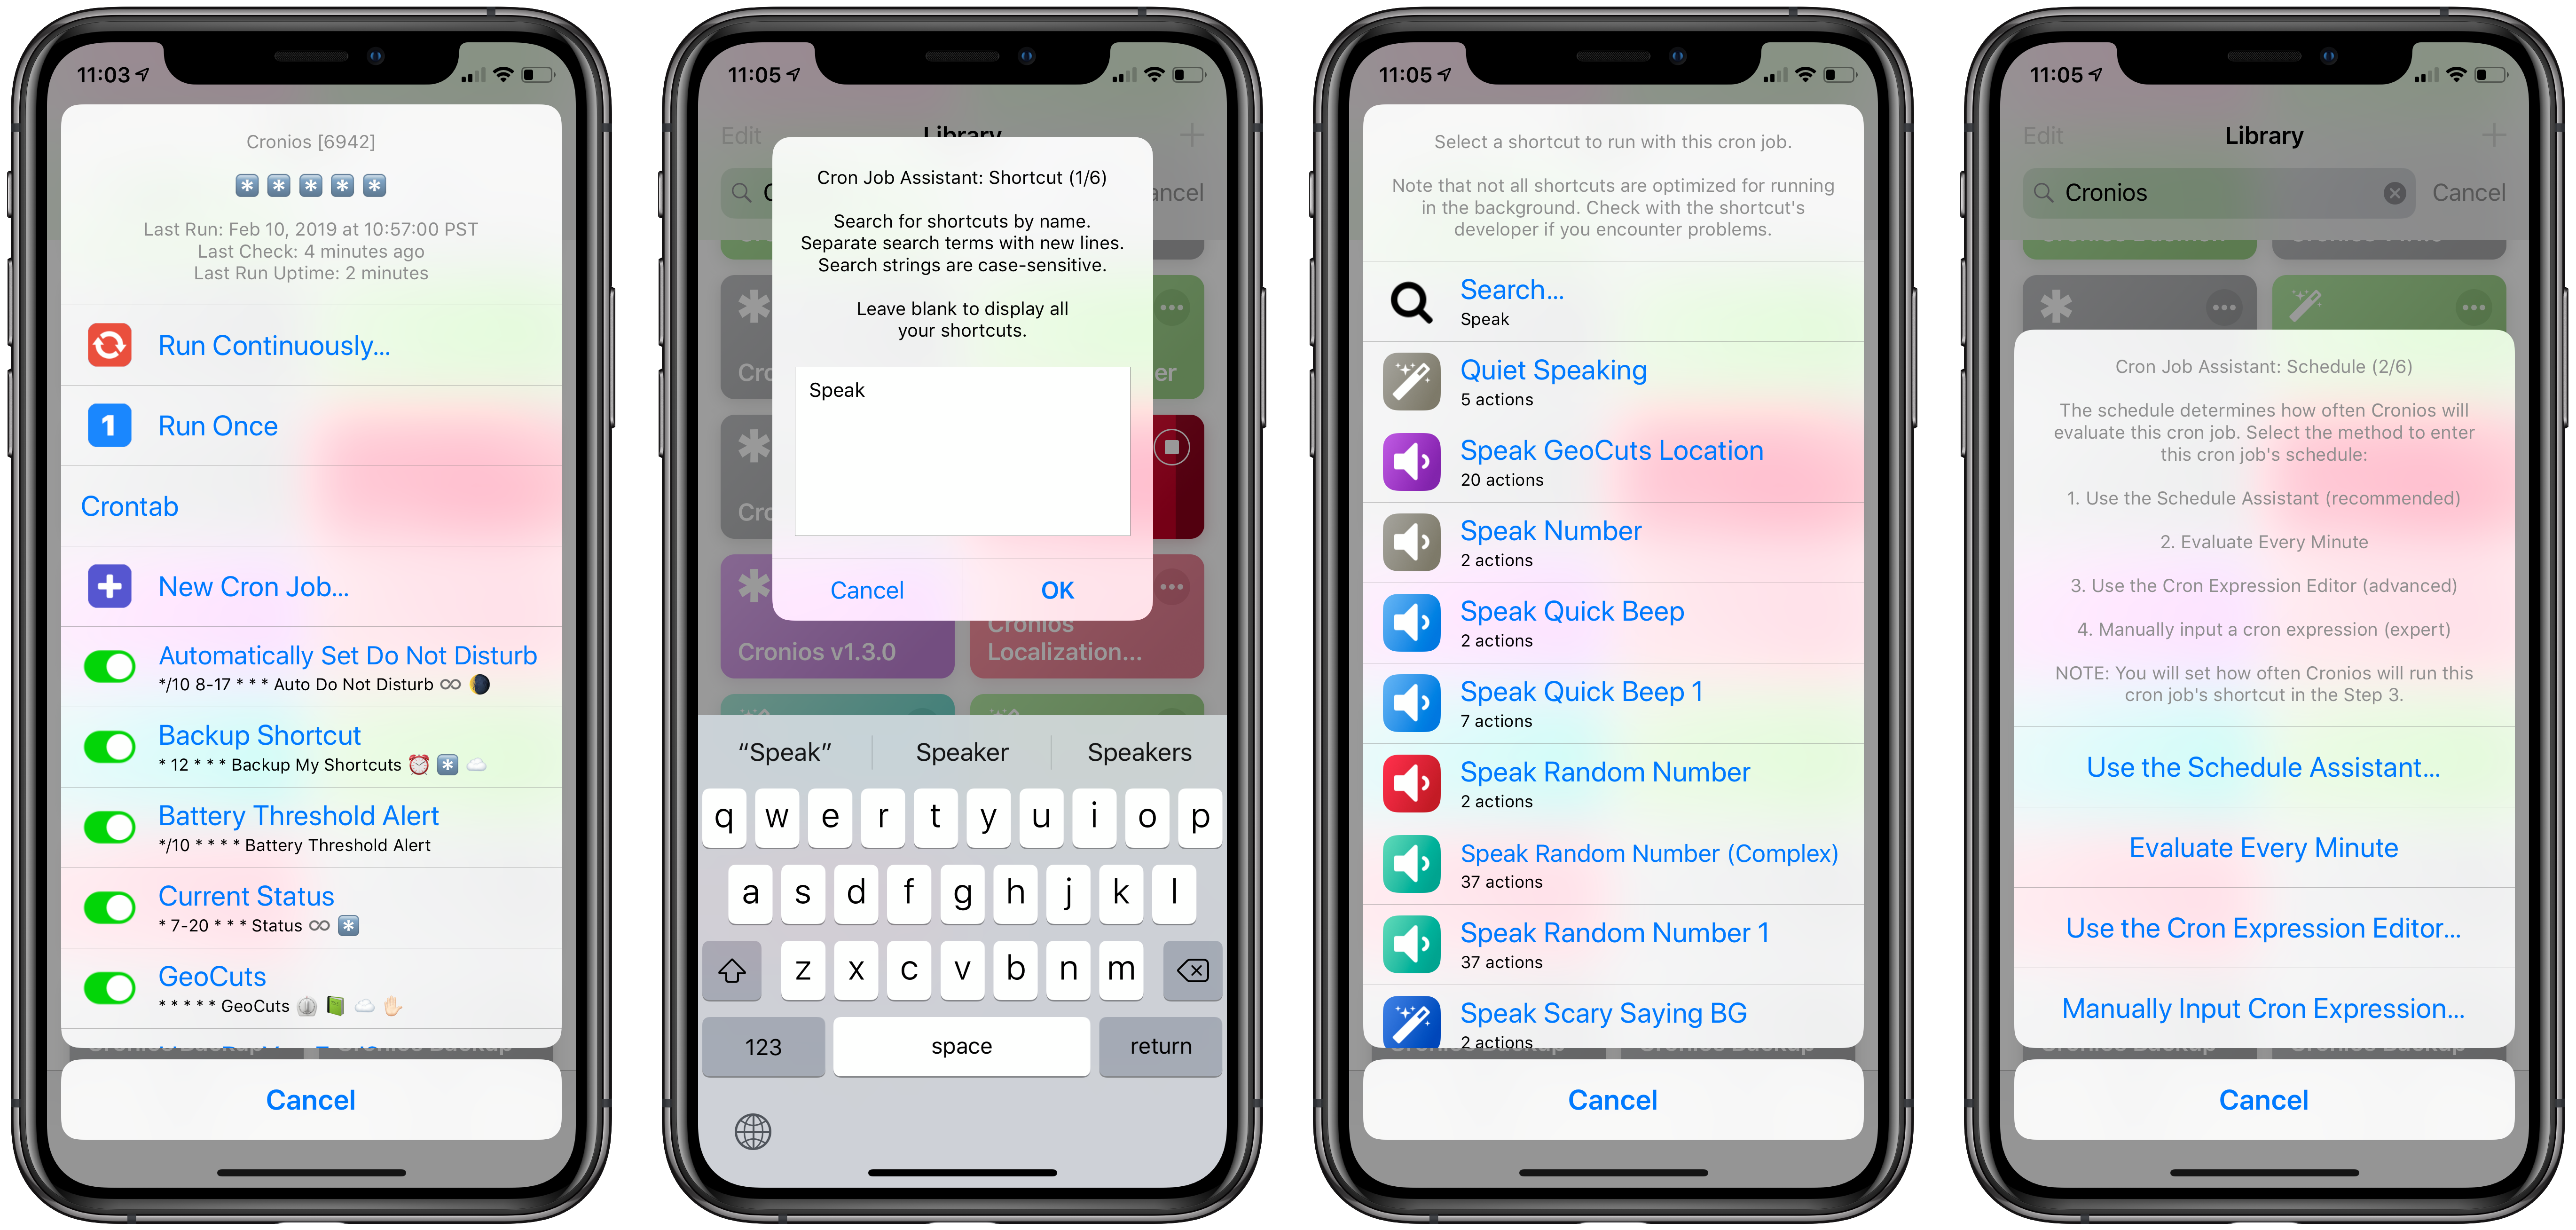 11:03
Cronios [6942]
Last Run: Feb 10, 2019 at 10:57:00 PST
Last Check: 4 minutes ago
Last Run Uptime: 2 minutes
Run Continuously...
1 Run Once
Crontab
New Cron Job...
Automatically Set Do Not Disturb
*/10 8-17 * * * Auto Do Not Disturb
Backup Shortcut
* 12 * * * Backup My Shortcuts
Battery Threshold Alert
*/10 * * * * Battery Threshold Alert
Current Status
* 7-20 * * * Status
GeoCuts
* * * * * GeoCuts
Cancel
11:05
Edit
Library
Cron Job Assistant: Shortcut (1/6)
Search for shortcuts by name.
Separate search terms with new lines.
Search strings are case-sensitive.
Leave blank to display all
your shortcuts.
Speak
Cancel
OK
Cronios v1.3.0
Cronios
Localization...
“Speak”
Speaker
Speakers
q w e r t y u i o p
a s d f g h j k l
z x c v b n m
123
space
return
11:05
Select a shortcut to run with this cron job.
Note that not all shortcuts are optimized for running
in the background. Check with the shortcut's
developer if you encounter problems.
Search...
Speak
Quiet Speaking
5 actions
Speak GeoCuts Location
20 actions
Speak Number
2 actions
Speak Quick Beep
2 actions
Speak Quick Beep 1
7 actions
Speak Random Number
2 actions
Speak Random Number (Complex)
37 actions
Speak Random Number 1
37 actions
Speak Scary Saying BG
2 actions
Cancel
11:05
Edit
Library
Cronios
Cancel
Cron Job Assistant: Schedule (2/6)
The schedule determines how often Cronios will
evaluate this cron job. Select the method to enter
this cron job's schedule:
1. Use the Schedule Assistant (recommended)
2. Evaluate Every Minute
3. Use the Cron Expression Editor (advanced)
4. Manually input a cron expression (expert)
NOTE: You will set how often Cronios will run this
cron job's shortcut in the Step 3.
Use the Schedule Assistant...
Evaluate Every Minute
Use the Cron Expression Editor...
Manually Input Cron Expression...
Cancel